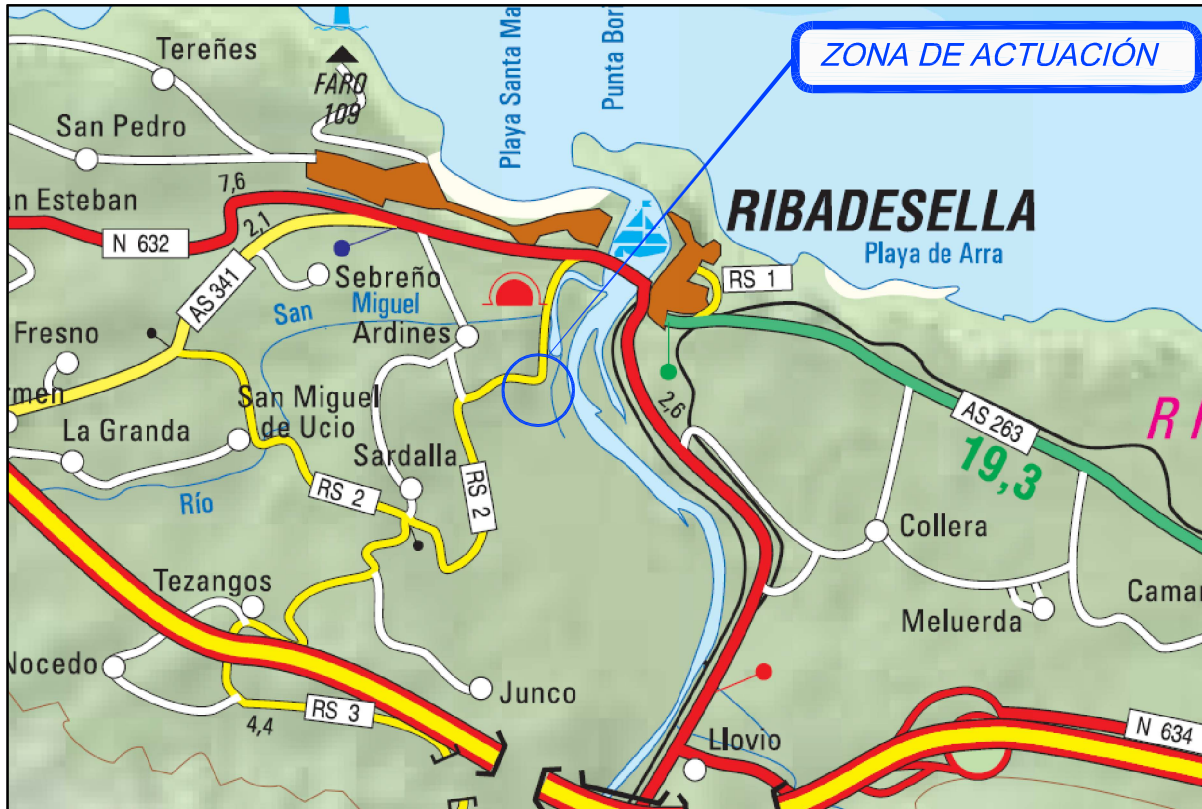 ZONA DE ACTUACIÓN
Tereñes
FARO
109
Playa Santa Ma
Punta Bor
San Pedro
7,6
an Esteban
N 632
2,1
AS 341
Sebreño
RIBADESELLA
Playa de Arra
RS 1
San Miguel
Ardines
Fresno
rmen
San Miguel
de Ucio
La Granda
Sardalla
RS 2
RS 2
Río
2,6
AS 263
19,3
R
Collera
Tezangos
Meluerda
Camar
Nocedo
Junco
RS 3
4,4
Llovio
N 634